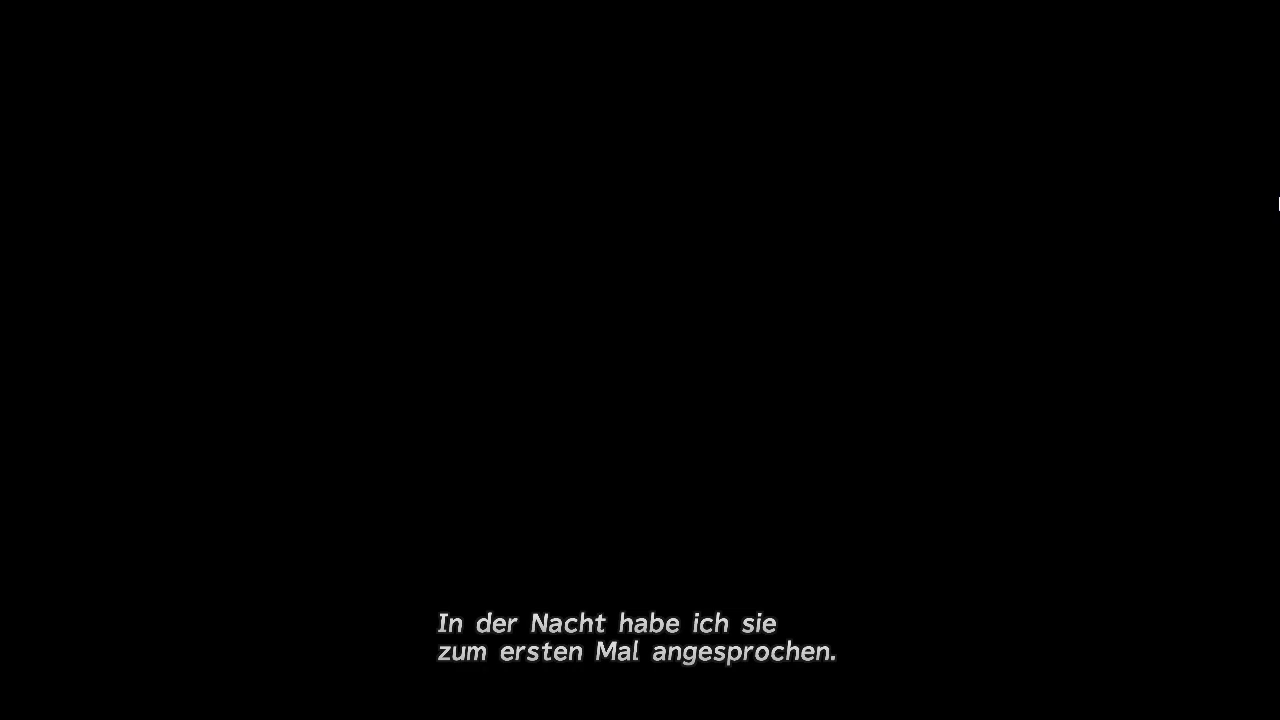 In der Nacht habe ich sie
zum ersten Mal angesprochen.